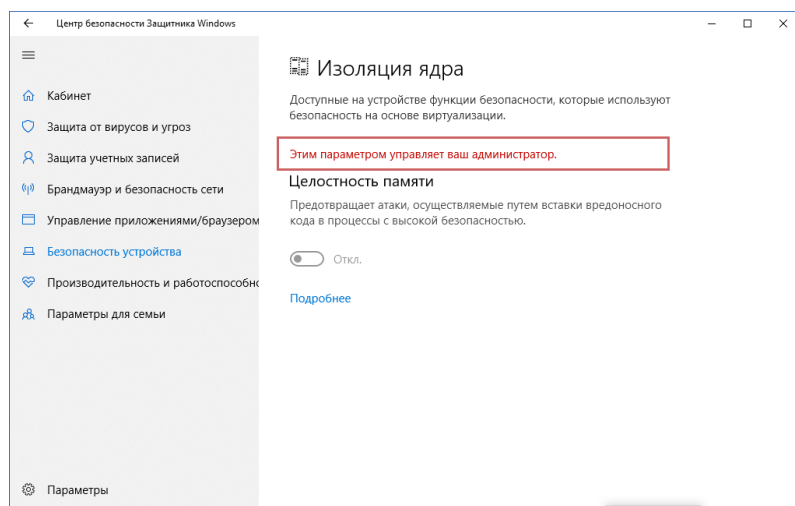 Центр безопасности Защитника Windows
Изоляция ядра
Кабинет
Доступные на устройстве функции безопасности, которые используют
безопасность на основе виртуализации.
Защита от вирусов и угроз
Защита учетных записей
Этим параметром управляет ваш администратор.
Брандмауэр и безопасность сети
Целостность памяти
Предотвращает атаки, осуществляемые путем вставки вредоносного
кода в процессы с высокой безопасностью.
Управление приложениями/браузером
Безопасность устройства
Откл.
Производительность и работоспособно
Подробнее
Параметры для семьи
Параметры